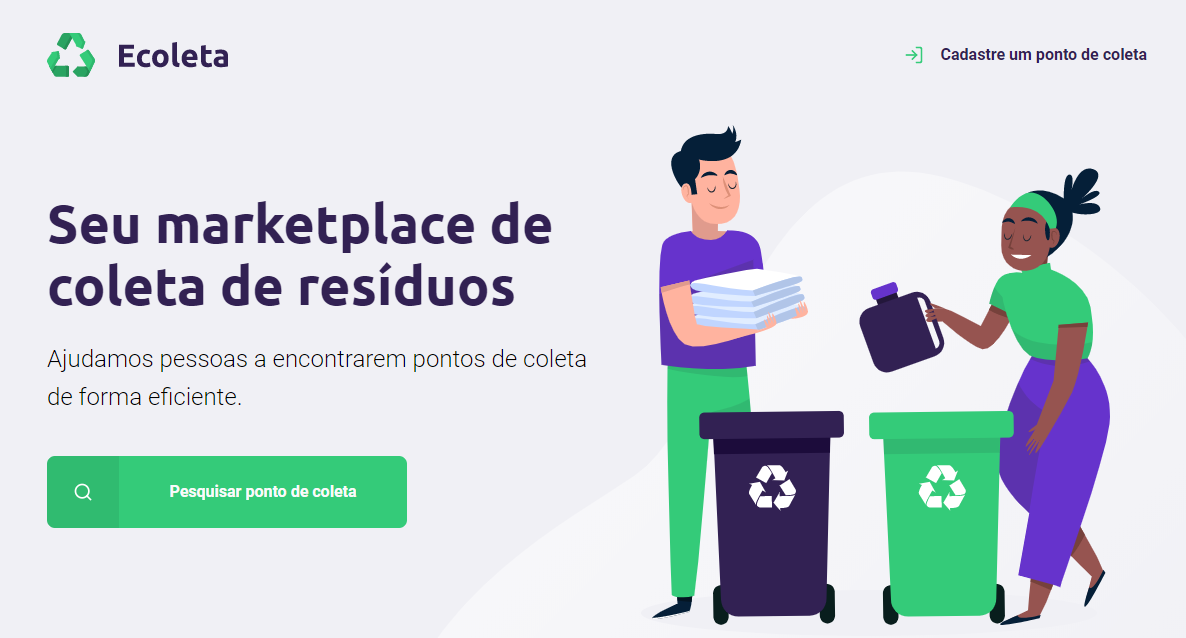 Ecoleta
Cadastre um ponto de coleta
Seu marketplace de
coleta de resíduos
Ajudamos pessoas a encontrarem pontos de coleta
de forma eficiente.
Pesquisar ponto de coleta